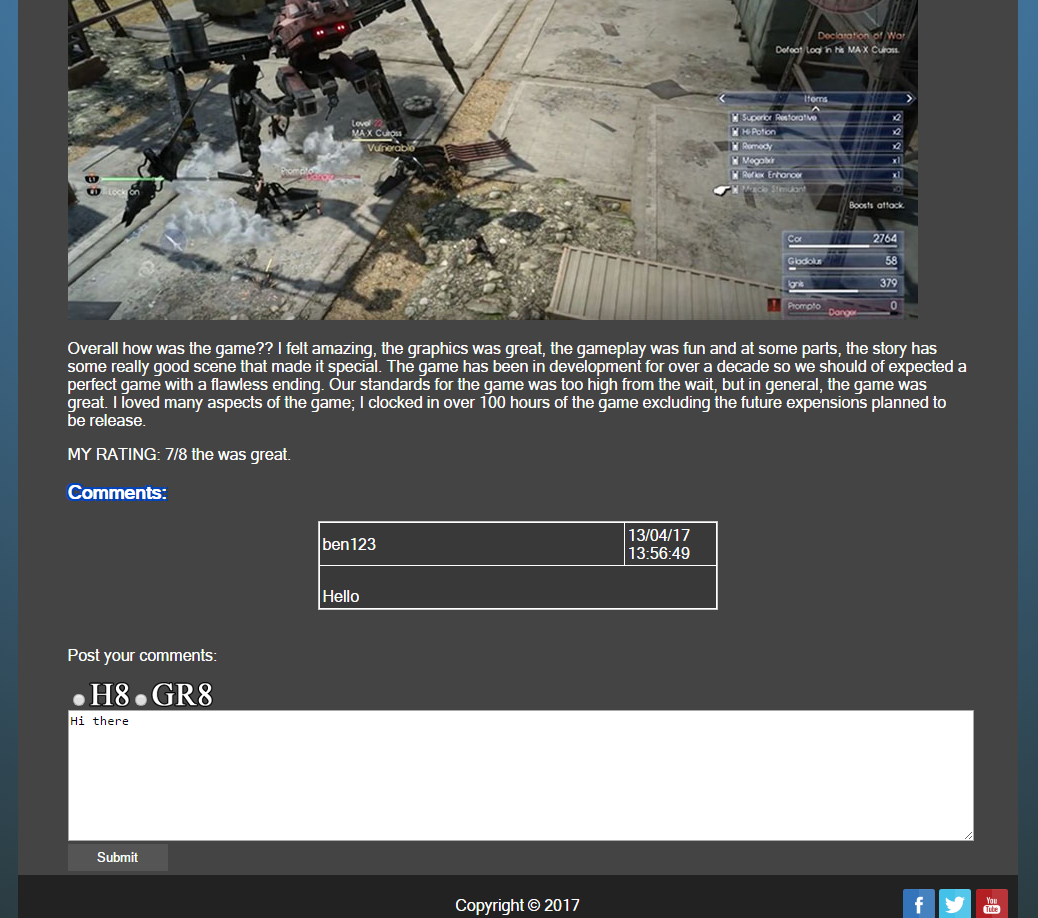 Declaration of War
Defeat Loqi in his MA-X Cuirass.
Items
Superior Restorative x2
Hi-Potion x2
Remedy x2
Megalixir x1
Reflex Enhancer x1
Muscle Stimulant x0
Boosts attack.
Level 22
MA-X Cuirass
Vulnerable
Prompto
Danger
L1
R1 Lock-on
Cor 2764
Gladiolus 58
Ignis 379
Prompto 0
Danger
Overall how was the game?? I felt amazing, the graphics was great, the gameplay was fun and at some parts, the story has
some really good scene that made it special. The game has been in development for over a decade so we should of expected a
perfect game with a flawless ending. Our standards for the game was too high from the wait, but in general, the game was
great. I loved many aspects of the game; I clocked in over 100 hours of the game excluding the future expensions planned to
be release.
MY RATING: 7/8 the was great.
Comments:
ben123
13/04/17
13:56:49
Hello
Post your comments:
H8 GR8
Hi there
Submit
Copyright © 2017
You
Tube